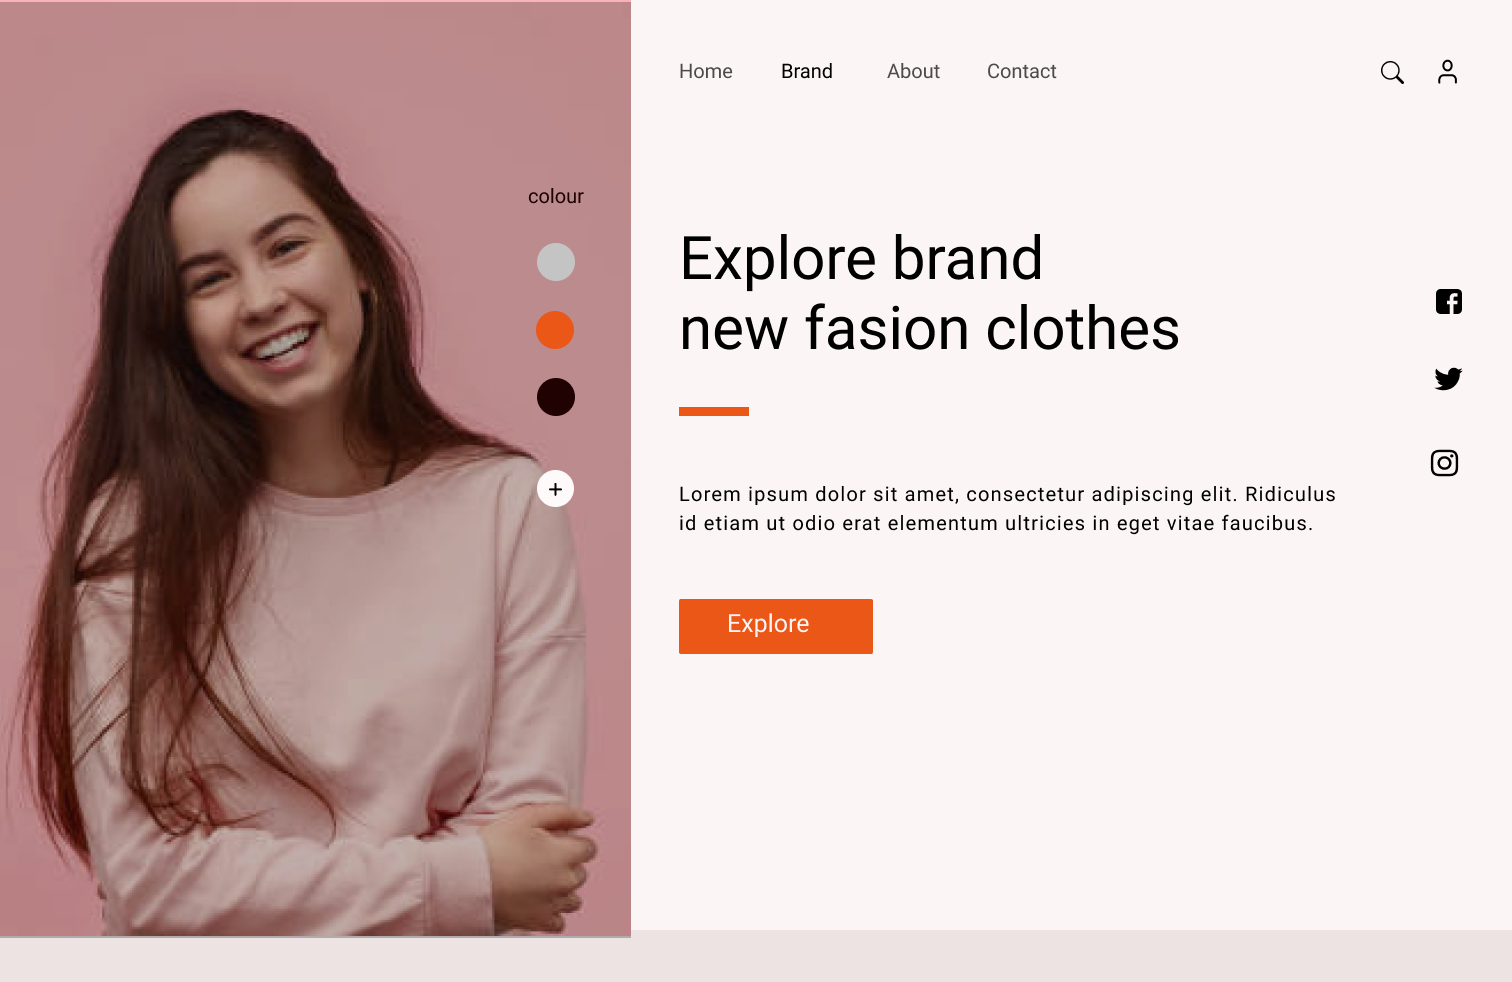 Home Brand About Contact
colour
Explore brand
new fasion clothes
Lorem ipsum dolor sit amet, consectetur adipiscing elit. Ridiculus
id etiam ut odio erat elementum ultricies in eget vitae faucibus.
Explore